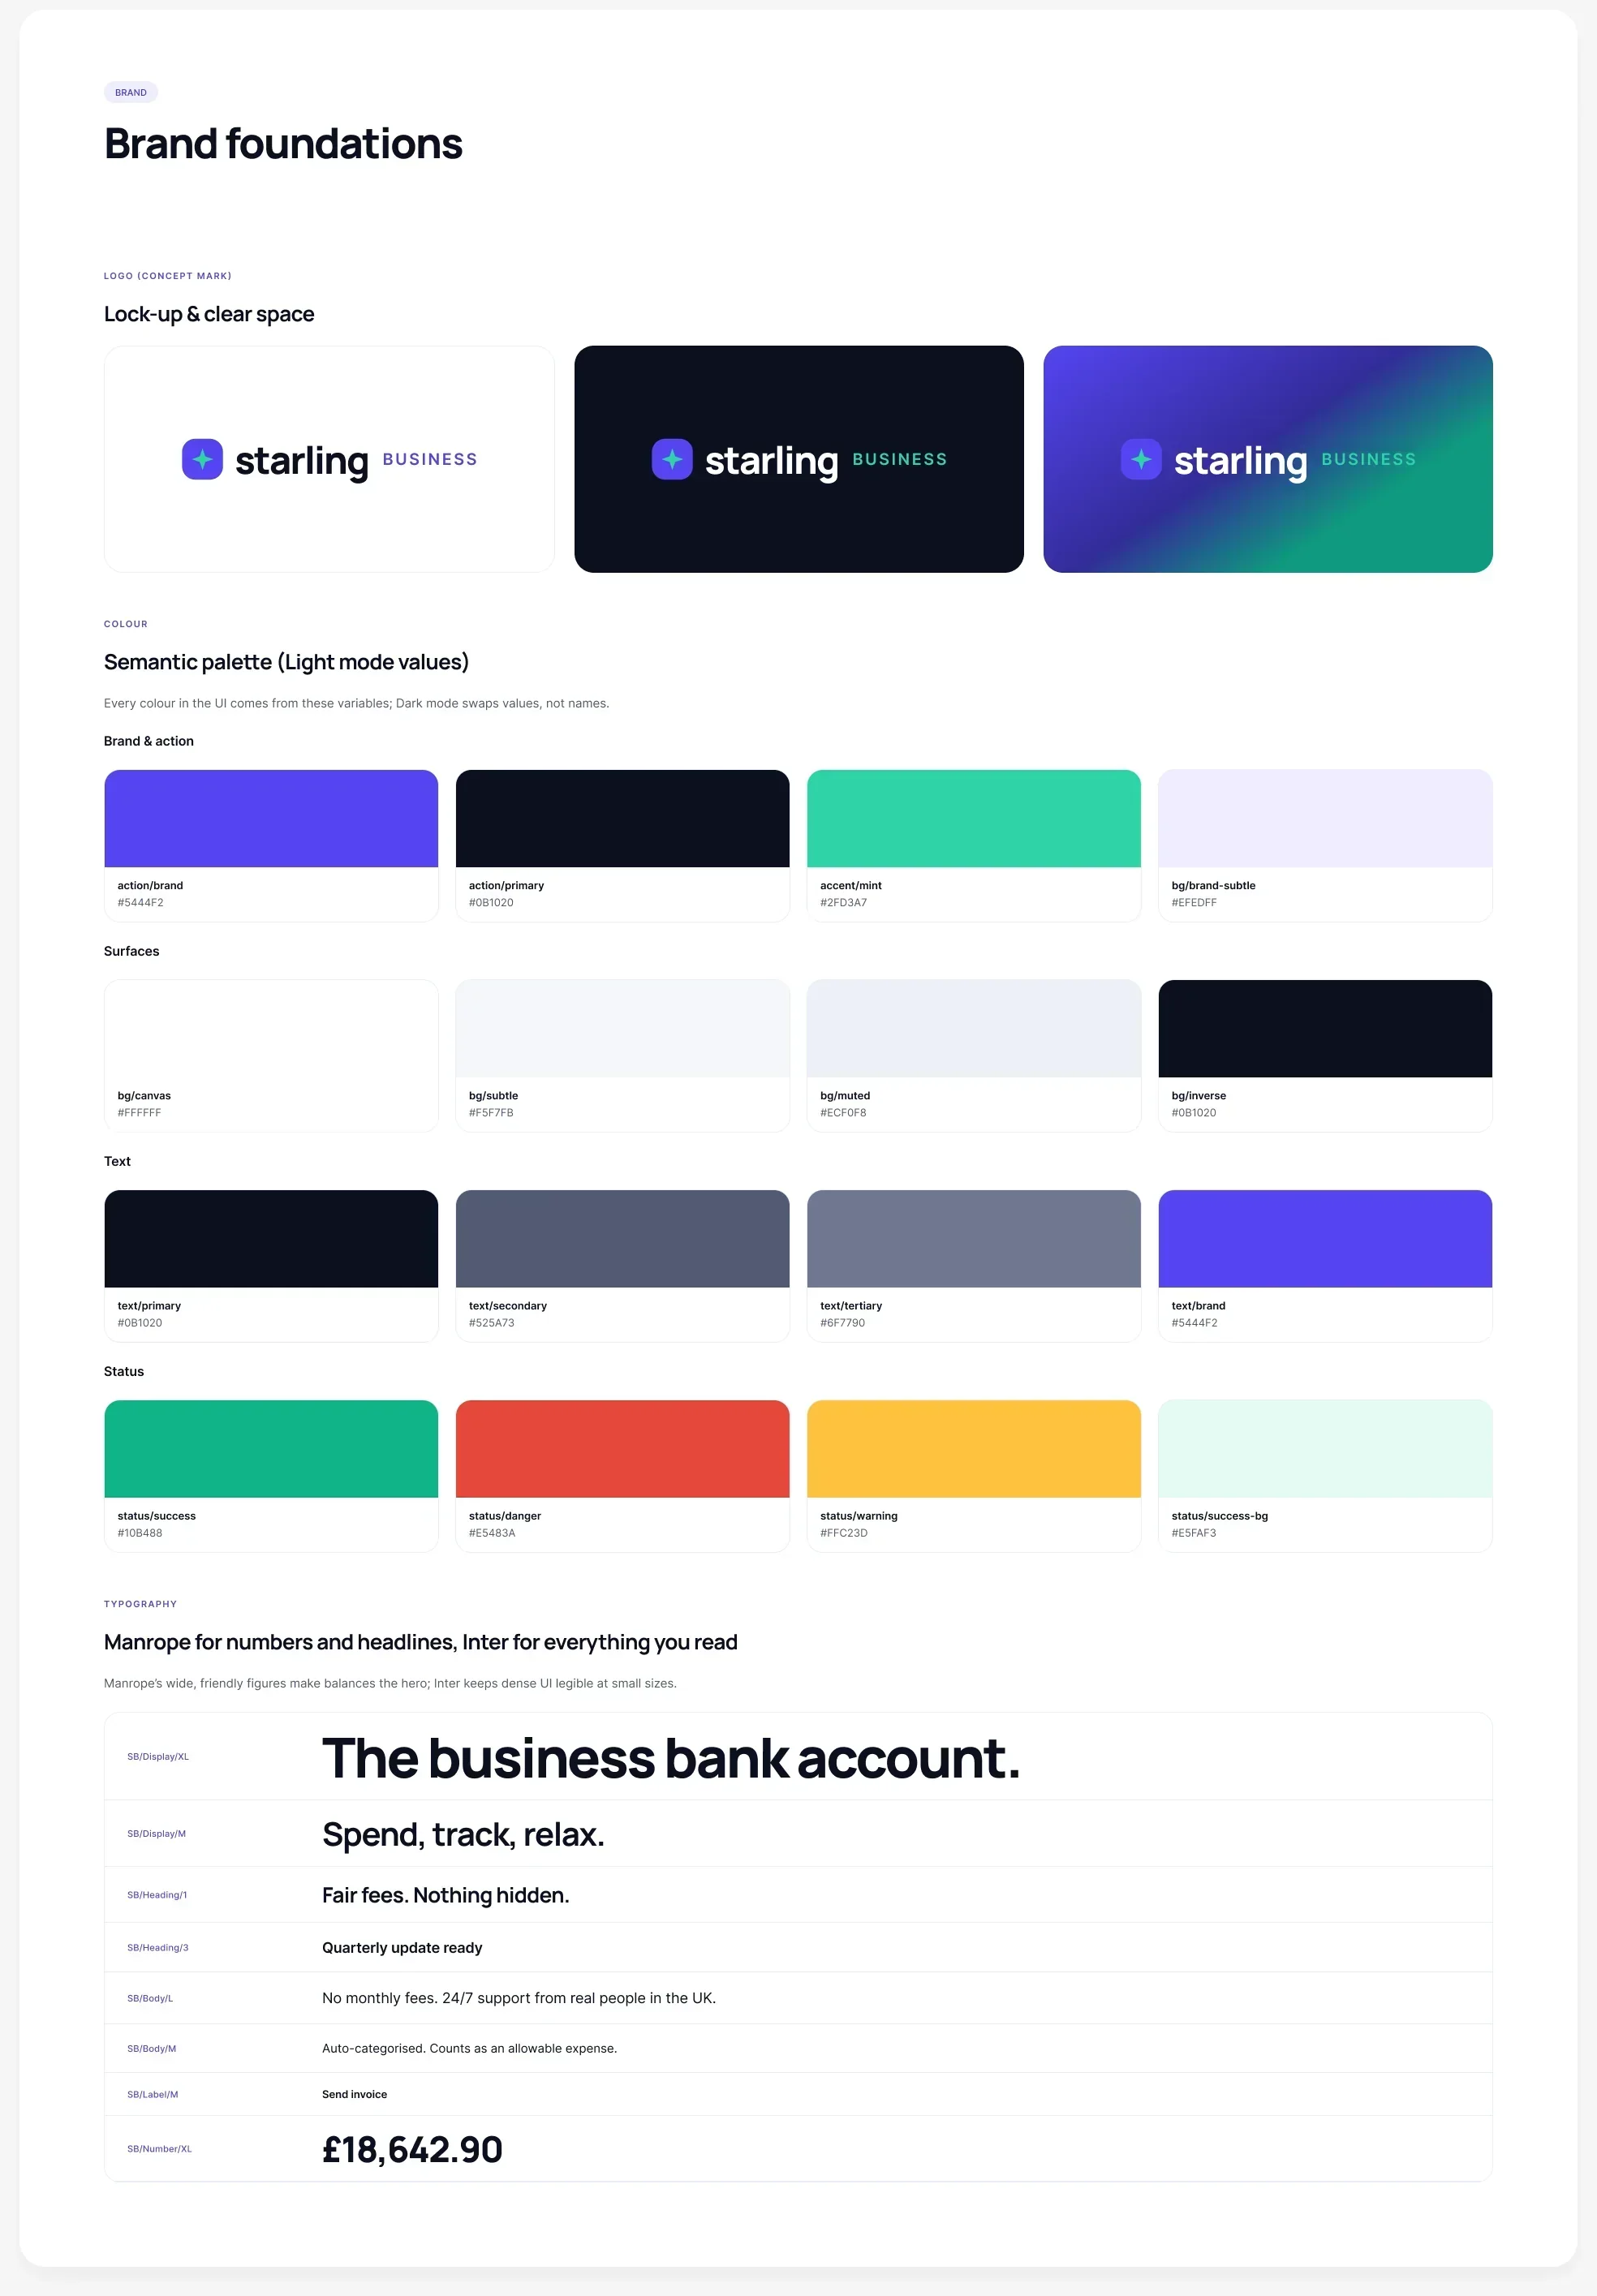 BRAND
Brand foundations
LOGO (CONCEPT MARK)
Lock-up & clear space
starling BUSINESS
starling BUSINESS
starling BUSINESS
COLOUR
Semantic palette (Light mode values)
Every colour in the UI comes from these variables; Dark mode swaps values, not names.
Brand & action
action/brand
#5444F2
action/primary
#0B1020
accent/mint
#2FD3A7
bg/brand-subtle
#EFEDFF
Surfaces
bg/canvas
#FFFFFF
bg/subtle
#F5F7FB
bg/muted
#ECF0F8
bg/inverse
#0B1020
Text
text/primary
#0B1020
text/secondary
#525A73
text/tertiary
#6F7790
text/brand
#5444F2
Status
status/success
#10B488
status/danger
#E5483A
status/warning
#FFC23D
status/success-bg
#E5FAF3
TYPOGRAPHY
Manrope for numbers and headlines, Inter for everything you read
Manrope’s wide, friendly figures make balances the hero; Inter keeps dense UI legible at small sizes.
SB/Display/XL
The business bank account.
SB/Display/M
Spend, track, relax.
SB/Heading/1
Fair fees. Nothing hidden.
SB/Heading/3
Quarterly update ready
SB/Body/L
No monthly fees. 24/7 support from real people in the UK.
SB/Body/M
Auto-categorised. Counts as an allowable expense.
SB/Label/M
Send invoice
SB/Number/XL
£18,642.90